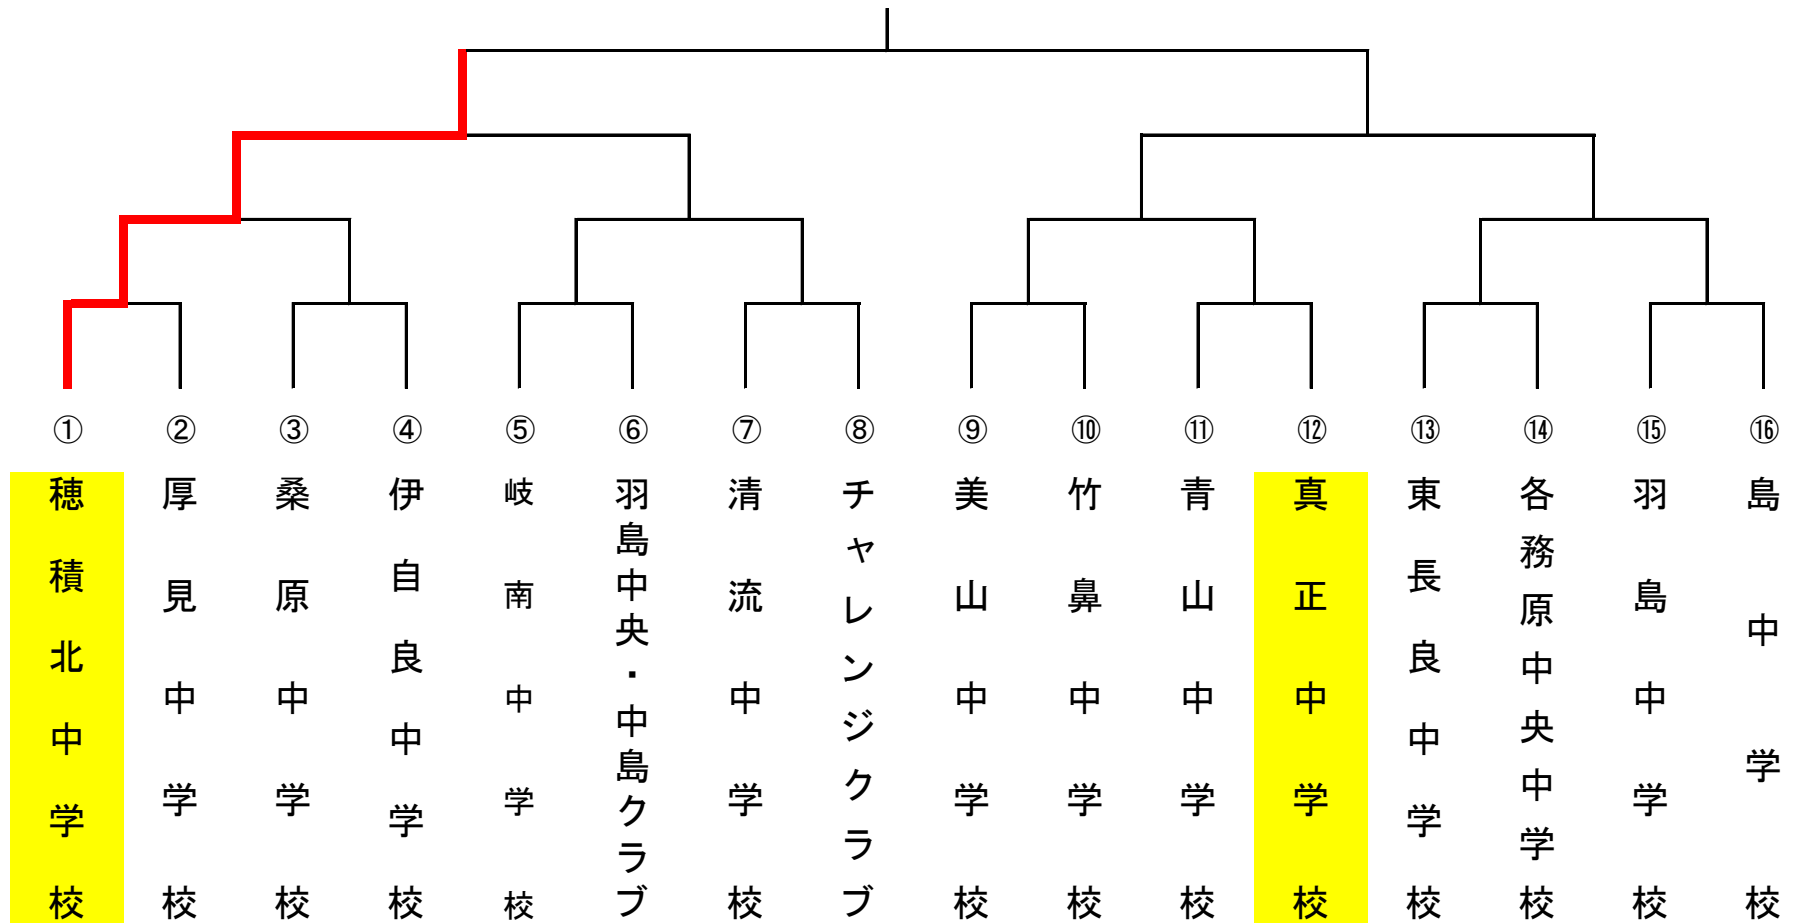 ① ② ③ ④ ⑤ ⑥ ⑦ ⑧ ⑨ ⑩ ⑪ ⑫ ⑬ ⑭ ⑮ ⑯
穂積北中学校
厚見中学校
桑原中学校
伊自良中学校
岐南中学校
羽島中央・中島クラブ
清流中学校
チャレンジクラブ
美山中学校
竹鼻中学校
青山中学校
真正中学校
東長良中学校
各務原中央中学校
羽島中学校
島中学校